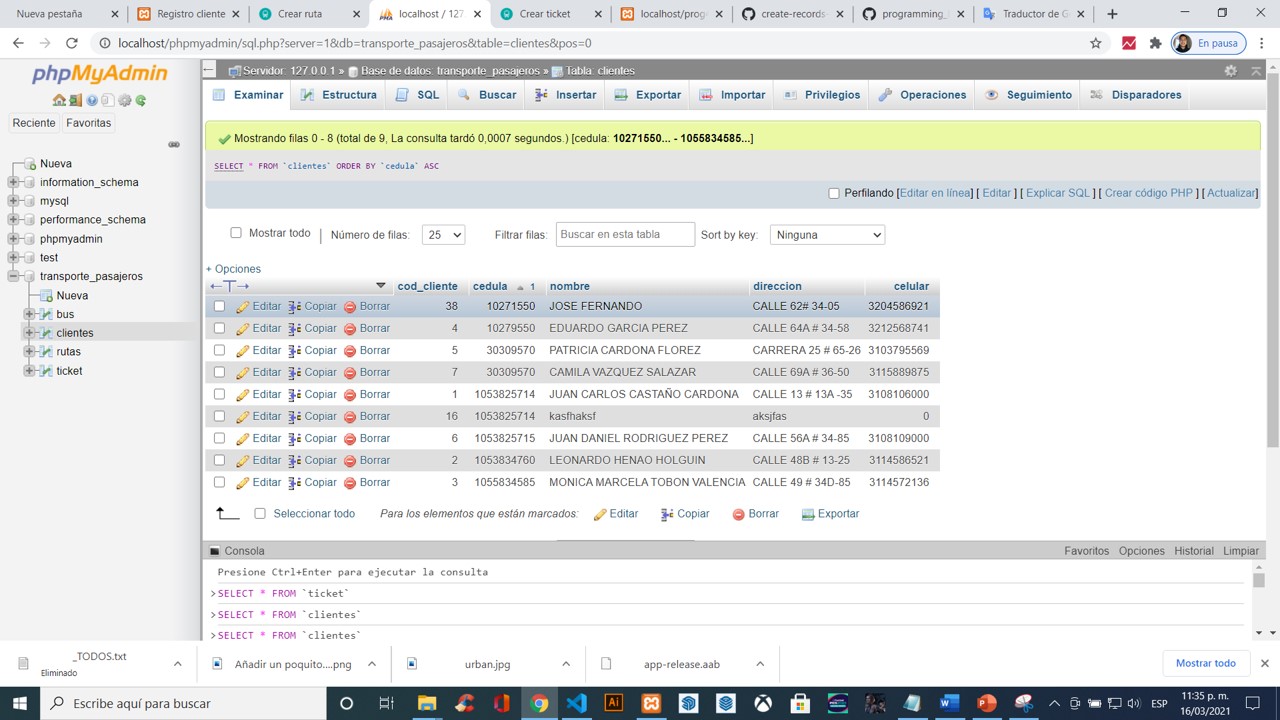 Nueva pestaña
Registro cliente
Crear ruta
localhost / 127.
Crear ticket
localhost/prog
create-records
programming_
Traductor de G
localhost/phpmyadmin/sql.php?server=1&db=transporte_pasajeros&table=clientes&pos=0
En pausa
phpMyAdmin
Reciente Favoritas
Nueva
information_schema
mysql
performance_schema
phpmyadmin
test
transporte_pasajeros
Nueva
bus
clientes
rutas
ticket
Servidor: 127.0.0.1 » Base de datos: transporte_pasajeros » Tabla: clientes
Examinar Estructura SQL Buscar Insertar Exportar Importar Privilegios Operaciones Seguimiento Disparadores
Mostrando filas 0 - 8 (total de 9, La consulta tardó 0,0007 segundos.) [cedula: 10271550... - 1055834585...]
SELECT * FROM `clientes` ORDER BY `cedula` ASC
Perfilando [Editar en línea] [ Editar ] [ Explicar SQL ] [ Crear código PHP ] [ Actualizar]
Mostrar todo | Número de filas: 25 Filtrar filas: Buscar en esta tabla Sort by key: Ninguna
+ Opciones
←T→ cod_cliente cedula 1 nombre direccion celular
Editar Copiar Borrar 38 10271550 JOSE FERNANDO CALLE 62# 34-05 3204586921
Editar Copiar Borrar 4 10279550 EDUARDO GARCIA PEREZ CALLE 64A # 34-58 3212568741
Editar Copiar Borrar 5 30309570 PATRICIA CARDONA FLOREZ CARRERA 25 # 65-26 3103795569
Editar Copiar Borrar 7 30309570 CAMILA VAZQUEZ SALAZAR CALLE 69A # 36-50 3115889875
Editar Copiar Borrar 1 1053825714 JUAN CARLOS CASTAÑO CARDONA CALLE 13 # 13A -35 3108106000
Editar Copiar Borrar 16 1053825714 kasfhaksf aksjfas 0
Editar Copiar Borrar 6 1053825715 JUAN DANIEL RODRIGUEZ PEREZ CALLE 56A # 34-85 3108109000
Editar Copiar Borrar 2 1053834760 LEONARDO HENAO HOLGUIN CALLE 48B # 13-25 3114586521
Editar Copiar Borrar 3 1055834585 MONICA MARCELA TOBON VALENCIA CALLE 49 # 34D-85 3114572136
Seleccionar todo Para los elementos que están marcados: Editar Copiar Borrar Exportar
Consola Favoritos Opciones Historial Limpiar
Presione Ctrl+Enter para ejecutar la consulta
>SELECT * FROM `ticket`
>SELECT * FROM `clientes`
>SELECT * FROM `clientes`
_TODOS.txt
Eliminado
Añadir un poquito....png
urban.jpg
app-release.aab
Mostrar todo
Escribe aquí para buscar
ESP
11:35 p. m.
16/03/2021